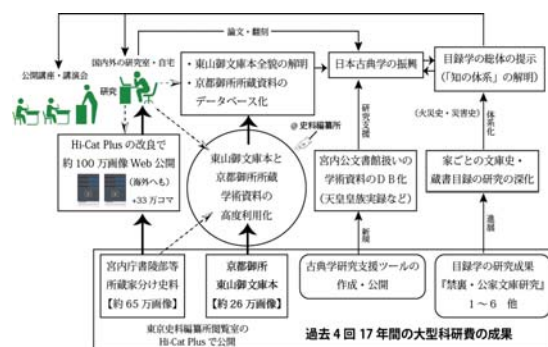 論文・翻刻
国内外の研究室・自宅
公開講座・講演会
研究
・東山御文庫本全貌の解明
・京都御所所蔵資料の
データベース化
日本古典学の振興
目録学の総体の提示
(「知の体系」の解明)
@史料編纂所
研究支援
(火災史・災害史)
体系化
Hi-Cat Plusの改良で
約100万画像Web公開
(海外へも)
+33万コマ
東山御文庫本と
京都御所所蔵
学術資料の
高度利用化
宮内公文書館扱いの
学術資料のDB化
(天皇皇族実録など)
家ごとの文庫史・
蔵書目録の研究の深化
新規
進展
宮内庁書陵部等
所蔵家分け史料
【約65万画像】
京都御所
東山御文庫本
【約26万画像】
古典学研究支援ツールの
作成・公開
目録学の研究成果
『禁裏・公家文庫研究』
1~6 他
東京史料編纂所閲覧室の
Hi-Cat Plusで公開
過去4回17年間の大型科研費の成果